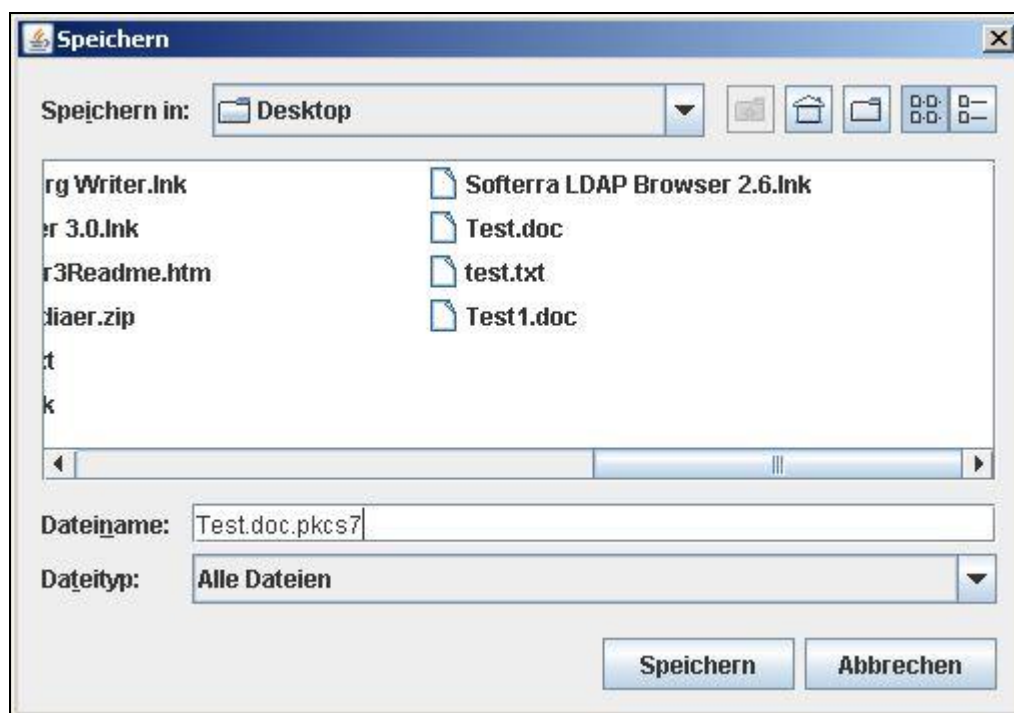 Speichern
Speichern in: Desktop
rg Writer.lnk
er 3.0.lnk
r3Readme.htm
diaer.zip
xt
k
Softerra LDAP Browser 2.6.lnk
Test.doc
test.txt
Test1.doc
Dateiname: Test.doc.pkcs7
Dateityp: Alle Dateien
Speichern Abbrechen